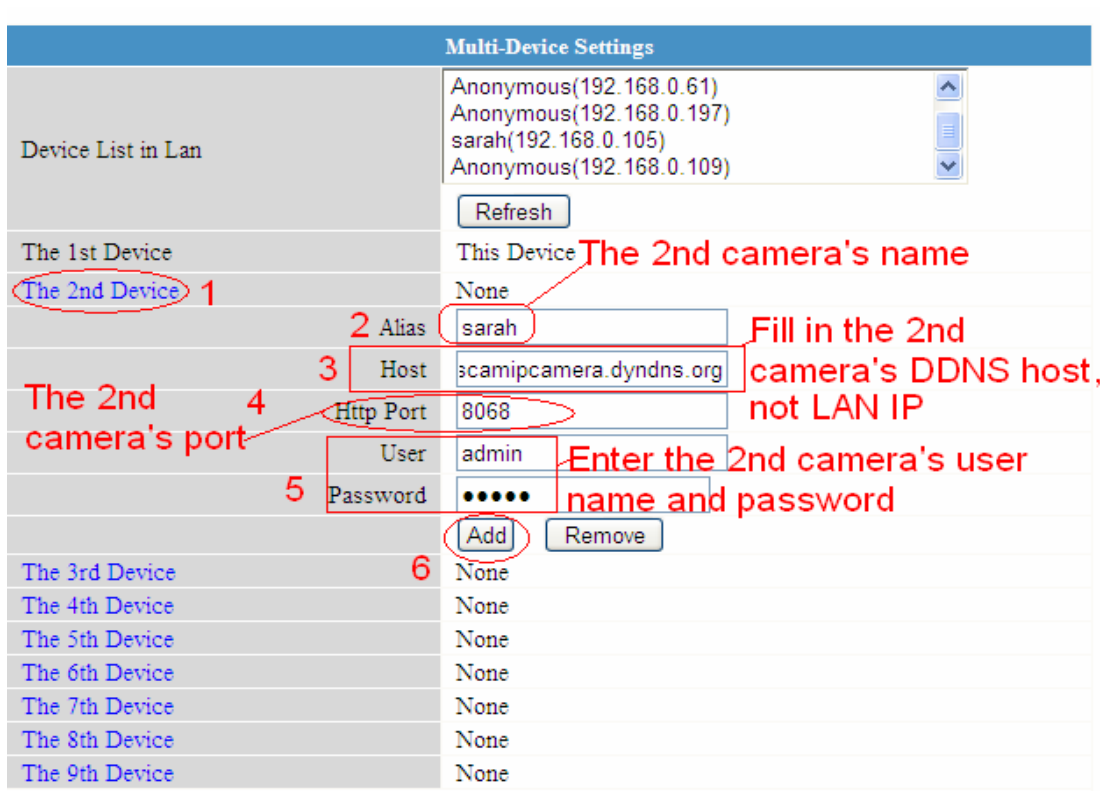 Multi-Device Settings
Anonymous(192.168.0.61)
Anonymous(192.168.0.197)
Device List in Lan
sarah(192.168.0.105)
Anonymous(192.168.0.109)
Refresh
The 1st Device This Device The 2nd camera's name
The 2nd Device 1 None
2 Alias sarah Fill in the 2nd
3 Host scamipcamera.dyndns.org camera's DDNS host,
The 2nd 4 Http Port 8068 not LAN IP
camera's port
User admin Enter the 2nd camera's user
5 Password ••••• name and password
Add Remove
The 3rd Device 6 None
The 4th Device None
The 5th Device None
The 6th Device None
The 7th Device None
The 8th Device None
The 9th Device None